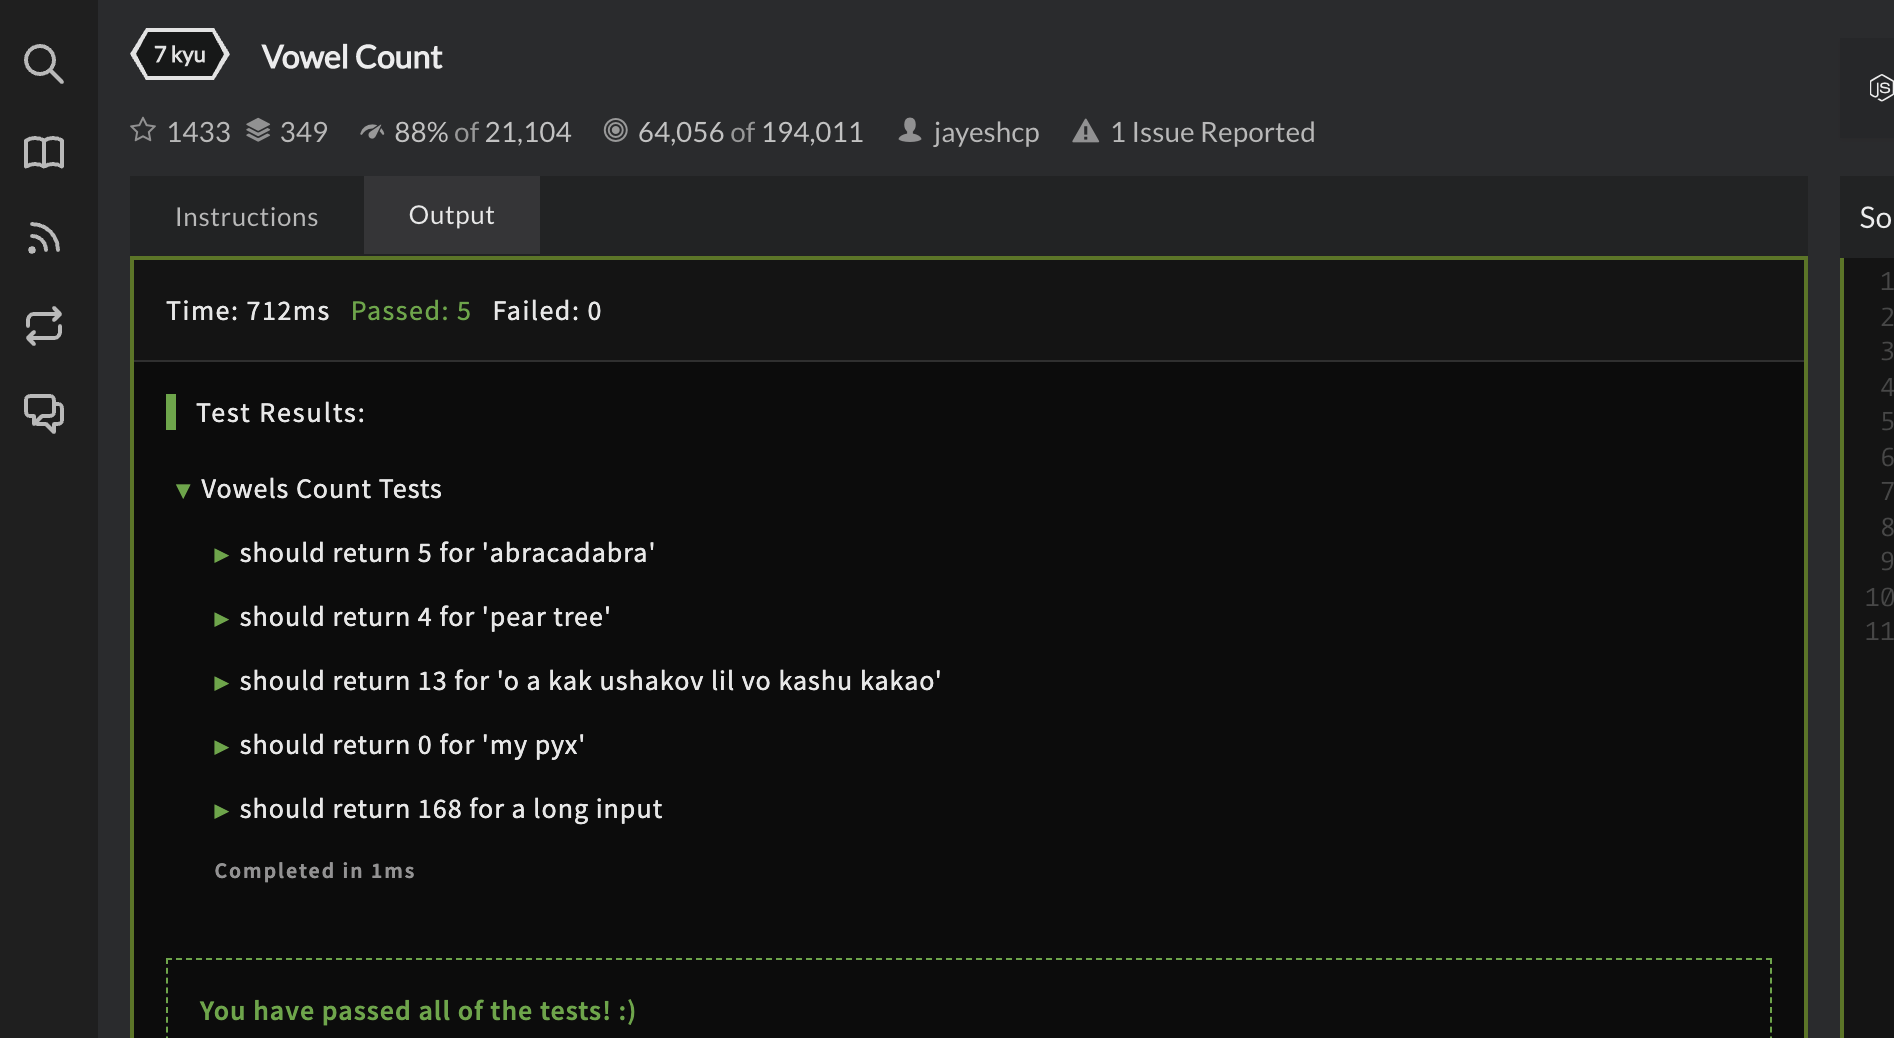 7 kyu Vowel Count
1433 349 88% of 21,104 64,056 of 194,011 jayeshcp 1 Issue Reported
JS
Instructions Output
So
Time: 712ms Passed: 5 Failed: 0
Test Results:
▼ Vowels Count Tests
▶ should return 5 for 'abracadabra'
▶ should return 4 for 'pear tree'
▶ should return 13 for 'o a kak ushakov lil vo kashu kakao'
▶ should return 0 for 'my pyx'
▶ should return 168 for a long input
Completed in 1ms
You have passed all of the tests! :)
1
2
3
4
5
6
7
8
9
10
11